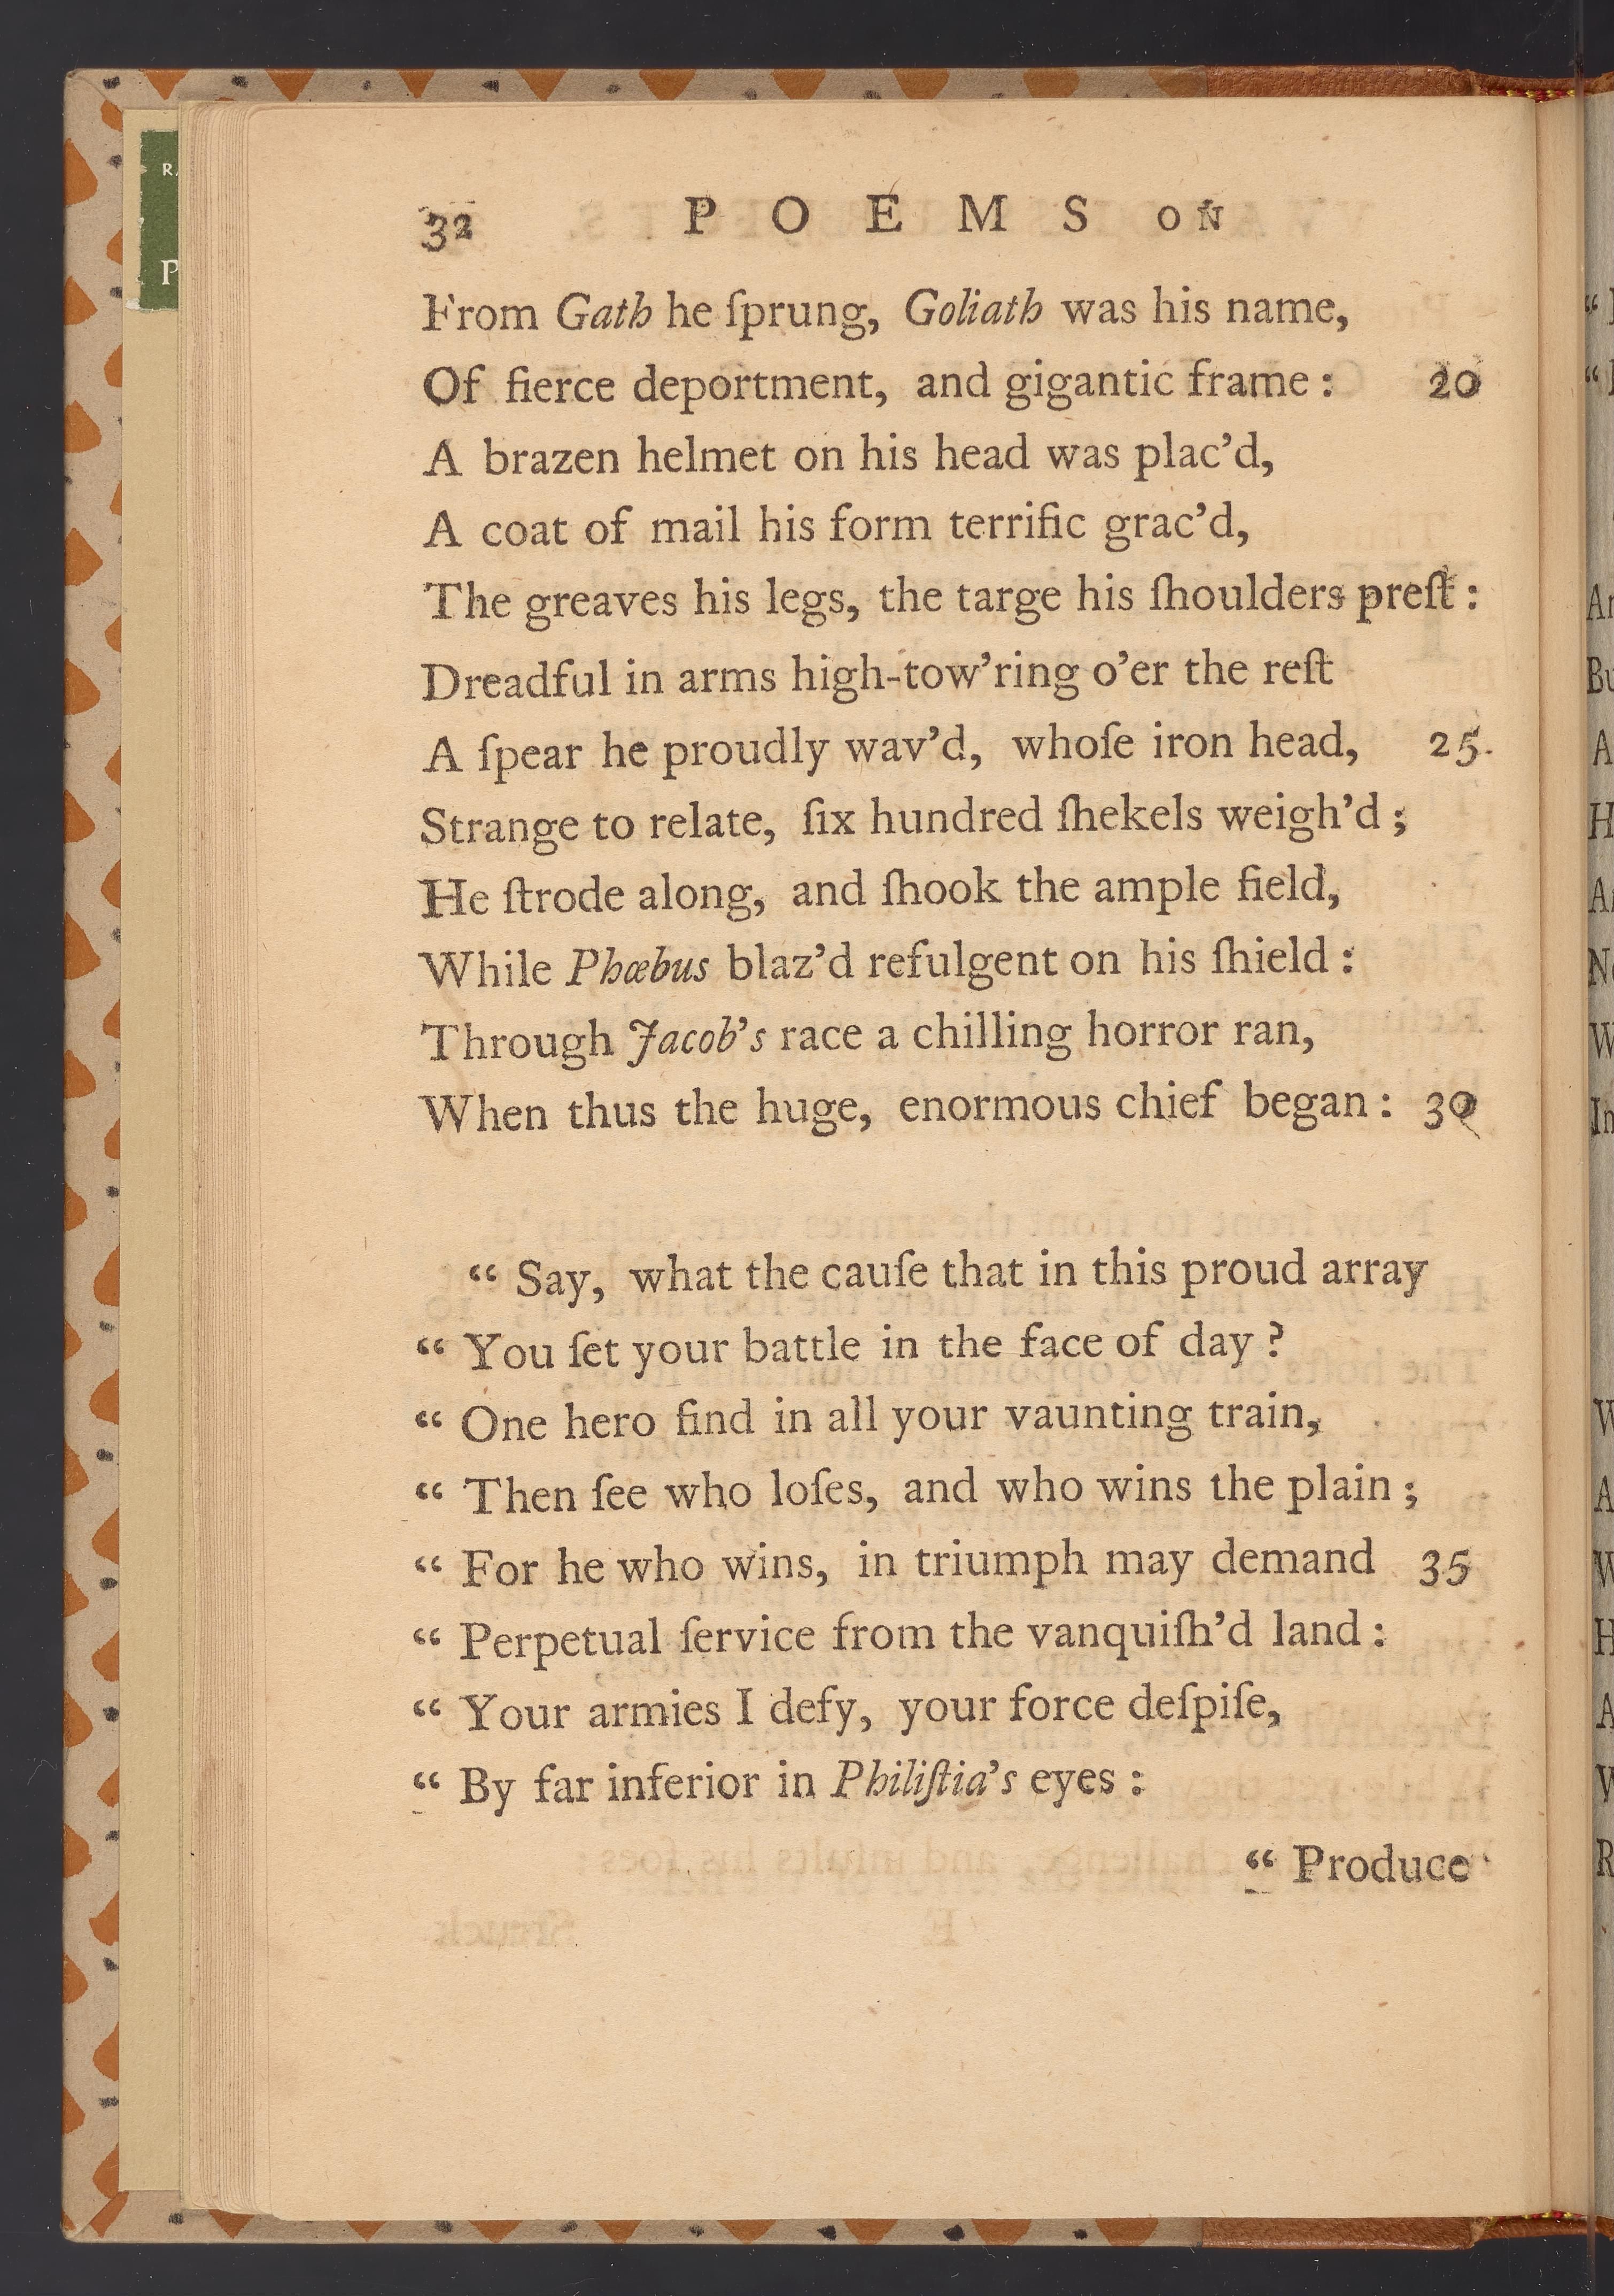 32 POEMS ON
From Gath he ſprung, Goliath was his name,
Of fierce deportment, and gigantic frame : 20
A brazen helmet on his head was plac’d,
A coat of mail his form terrific grac’d,
The greaves his legs, the targe his ſhoulders preſt :
Dreadful in arms high-tow’ring o’er the reſt
A ſpear he proudly wav’d, whoſe iron head, 25.
Strange to relate, ſix hundred ſhekels weigh’d ;
He ſtrode along, and ſhook the ample field,
While Phœbus blaz’d refulgent on his ſhield :
Through Jacob’s race a chilling horror ran,
When thus the huge, enormous chief began : 30
“ Say, what the cauſe that in this proud array
“ You ſet your battle in the face of day ?
“ One hero find in all your vaunting train,
“ Then ſee who loſes, and who wins the plain ;
“ For he who wins, in triumph may demand 35
“ Perpetual ſervice from the vanquiſh’d land :
“ Your armies I defy, your force deſpiſe,
“ By far inferior in Philiſtia’s eyes :
“ Produce